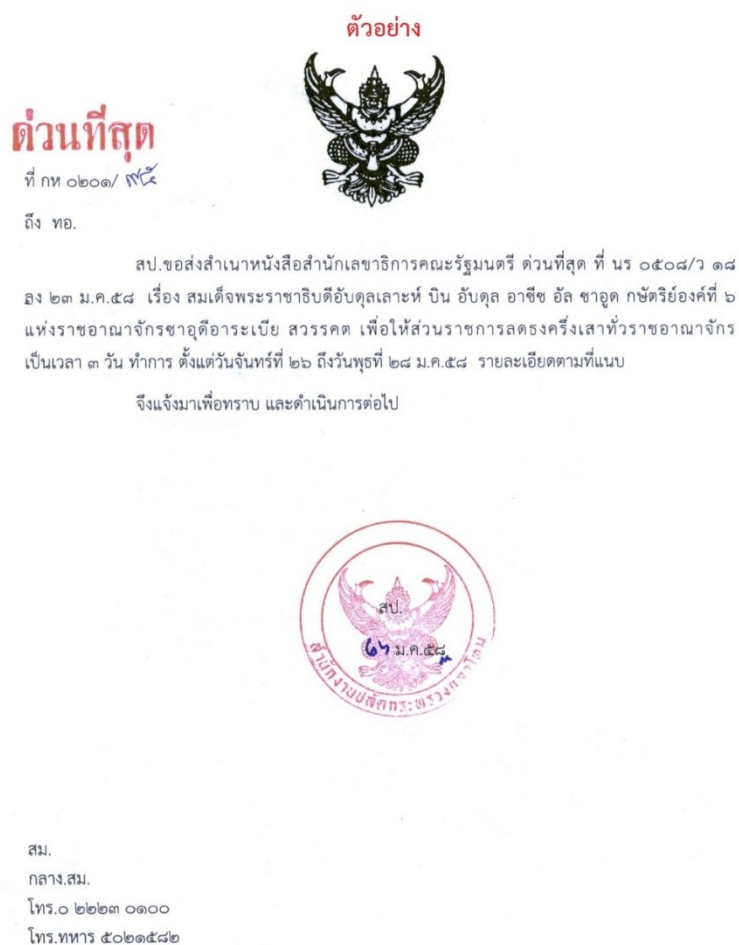 ตัวอย่าง
ด่วนที่สุด
ที่ กห ๐๒๐๑/ ๙๕
ถึง ทอ.
สป.ขอส่งสำเนาหนังสือสำนักเลขาธิการคณะรัฐมนตรี ด่วนที่สุด ที่ นร ๐๕๐๘/ว ๑๘
ลง ๒๓ ม.ค.๕๘ เรื่อง สมเด็จพระราชาธิบดีอับดุลเลาะห์ บิน อับดุล อาซีซ อัล ซาอูด กษัตริย์องค์ที่ ๖
แห่งราชอาณาจักรซาอุดีอาระเบีย สวรรคต เพื่อให้ส่วนราชการลดธงครึ่งเสาทั่วราชอาณาจักร
เป็นเวลา ๓ วัน ทำการ ตั้งแต่วันจันทร์ที่ ๒๖ ถึงวันพุธที่ ๒๘ ม.ค.๕๘ รายละเอียดตามที่แนบ
จึงแจ้งมาเพื่อทราบ และดำเนินการต่อไป
สป.
๒๖ ม.ค.๕๘
สำนักงานปลัดกระทรวงกลาโหม
สม.
กลาง.สม.
โทร.๐ ๒๒๒๓ ๐๑๐๐
โทร.ทหาร ๕๐๒๑๕๘๒